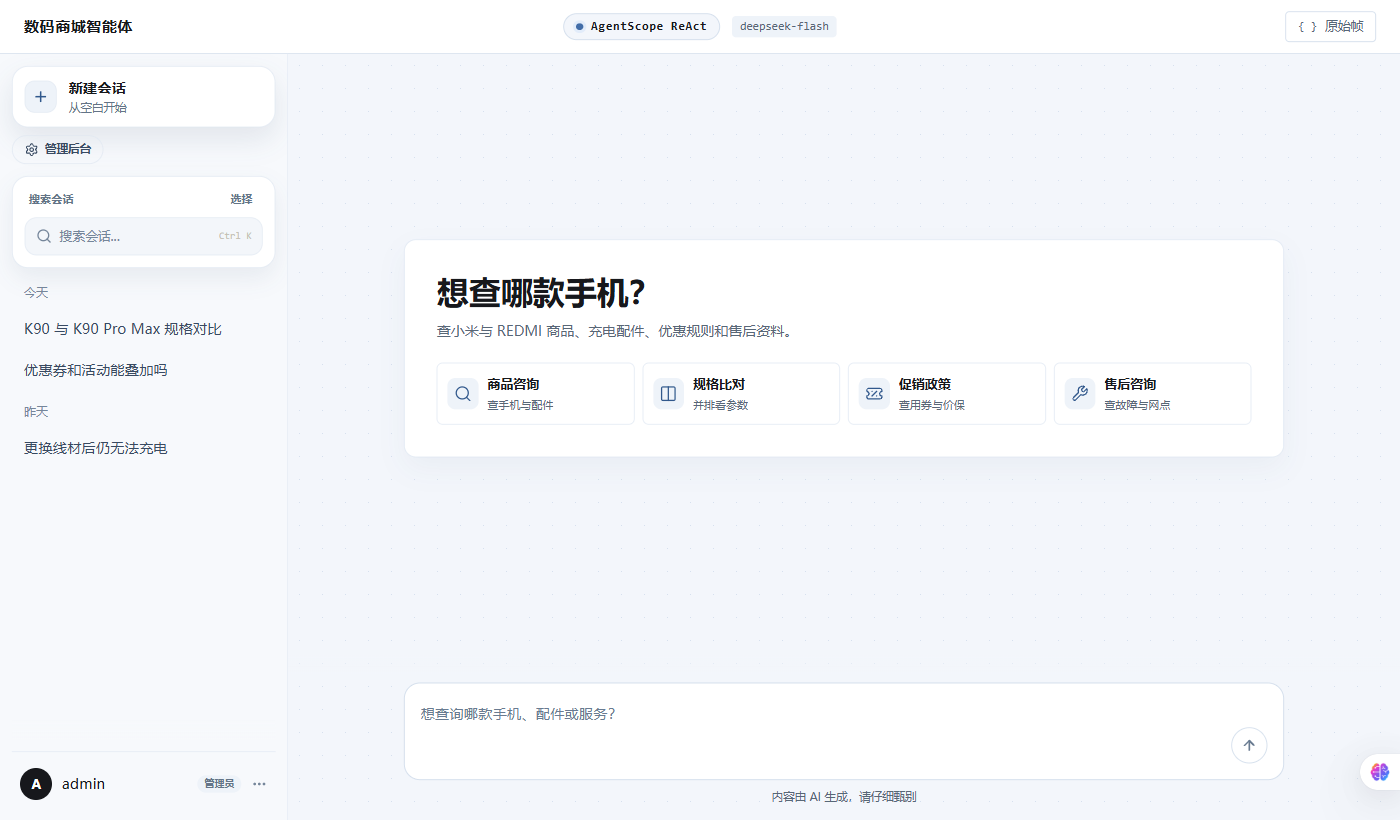 数码商城智能体
AgentScope ReAct
deepseek-flash
{ } 原始帧
新建会话
从空白开始
管理后台
搜索会话
选择
搜索会话...
Ctrl K
今天
K90 与 K90 Pro Max 规格对比
优惠券和活动能叠加吗
昨天
更换线材后仍无法充电
想查哪款手机？
查小米与 REDMI 商品、充电配件、优惠规则和售后资料。
商品咨询
查手机与配件
规格比对
并排看参数
促销政策
查用券与价保
售后咨询
查故障与网点
想查询哪款手机、配件或服务？
内容由 AI 生成，请仔细甄别
A
admin
管理员